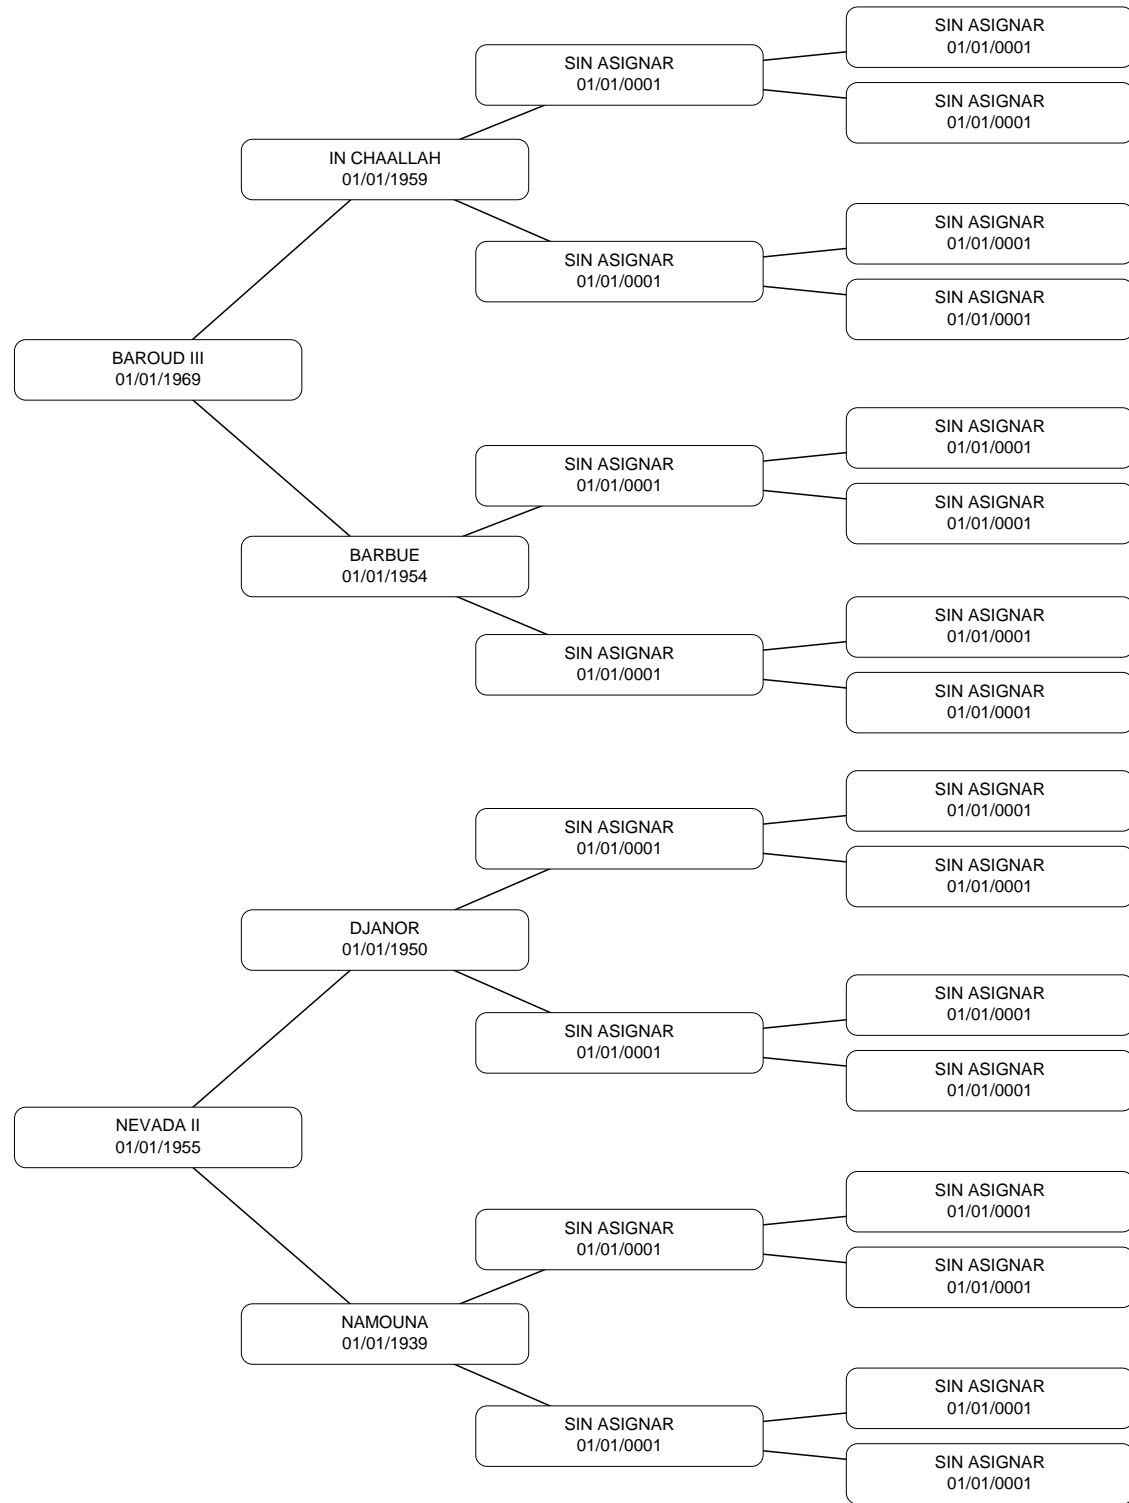 SIN ASIGNAR
01/01/0001
SIN ASIGNAR
01/01/0001
SIN ASIGNAR
01/01/0001
IN CHAALLAH
01/01/1959
SIN ASIGNAR
01/01/0001
SIN ASIGNAR
01/01/0001
SIN ASIGNAR
01/01/0001
BAROUD III
01/01/1969
SIN ASIGNAR
01/01/0001
SIN ASIGNAR
01/01/0001
SIN ASIGNAR
01/01/0001
BARBUE
01/01/1954
SIN ASIGNAR
01/01/0001
SIN ASIGNAR
01/01/0001
SIN ASIGNAR
01/01/0001
SIN ASIGNAR
01/01/0001
SIN ASIGNAR
01/01/0001
SIN ASIGNAR
01/01/0001
DJANOR
01/01/1950
SIN ASIGNAR
01/01/0001
SIN ASIGNAR
01/01/0001
SIN ASIGNAR
01/01/0001
NEVADA II
01/01/1955
SIN ASIGNAR
01/01/0001
SIN ASIGNAR
01/01/0001
SIN ASIGNAR
01/01/0001
NAMOUNA
01/01/1939
SIN ASIGNAR
01/01/0001
SIN ASIGNAR
01/01/0001
SIN ASIGNAR
01/01/0001